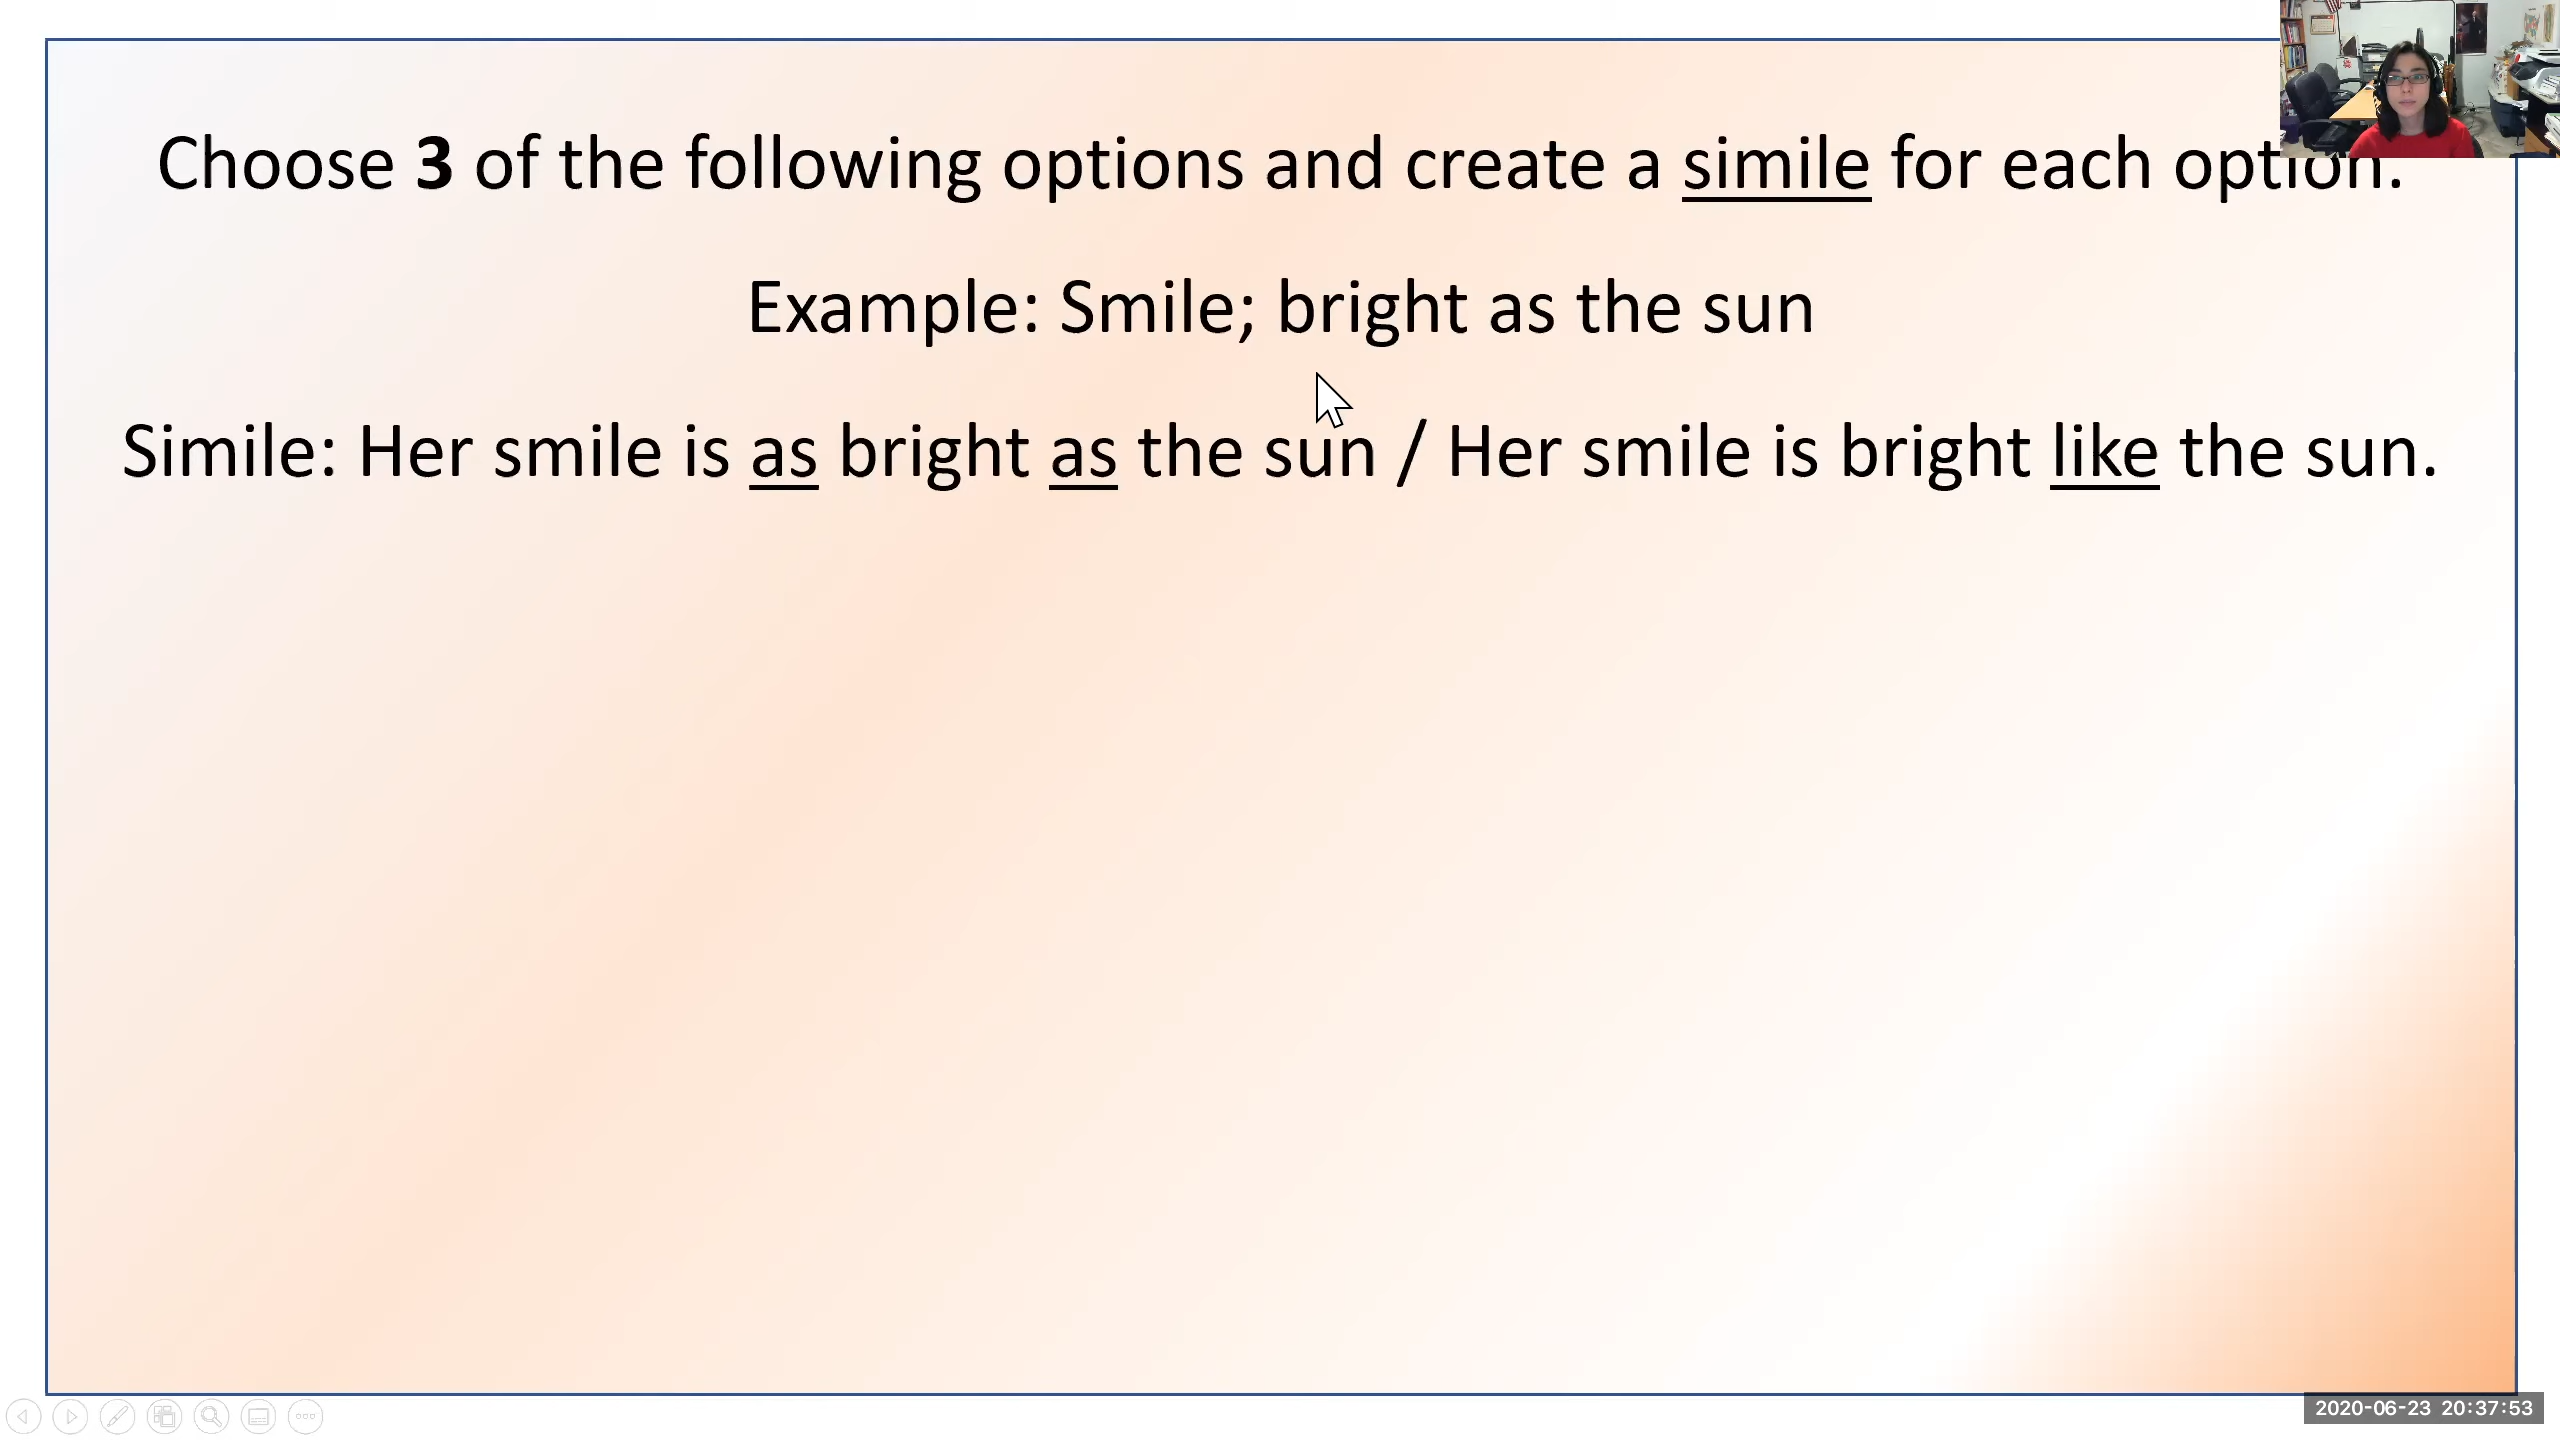 Choose 3 of the following options and create a simile for each option.
Example: Smile; bright as the sun
Simile: Her smile is as bright as the sun / Her smile is bright like the sun.
2020-06-23 20:37:53